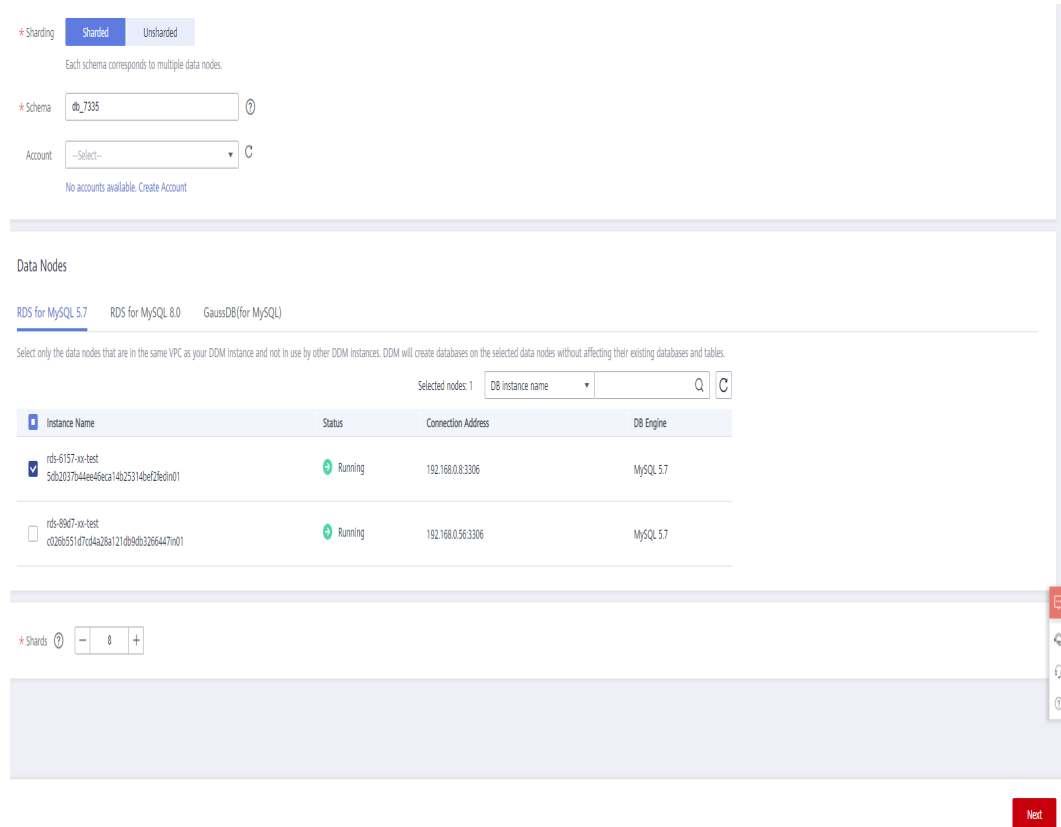 * Sharding Sharded Unsharded
Each schema corresponds to multiple data nodes.
* Schema db_7335
Account --Select--
No accounts available. Create Account
Data Nodes
RDS for MySQL 5.7 RDS for MySQL 8.0 GaussDB(for MySQL)
Select only the data nodes that are in the same VPC as your DDM instance and not in use by other DDM instances. DDM will create databases on the selected data nodes without affecting their existing databases and tables.
Selected nodes: 1 DB instance name
Instance Name Status Connection Address DB Engine
rds-6157-xx-test
5db2037b44ee46eca14b25314bef2fedin01
Running 192.168.0.8:3306 MySQL 5.7
rds-89d7-xx-test
c026b551d7cd4a28a121db9db3266447in01
Running 192.168.0.56:3306 MySQL 5.7
* Shards 8
Next